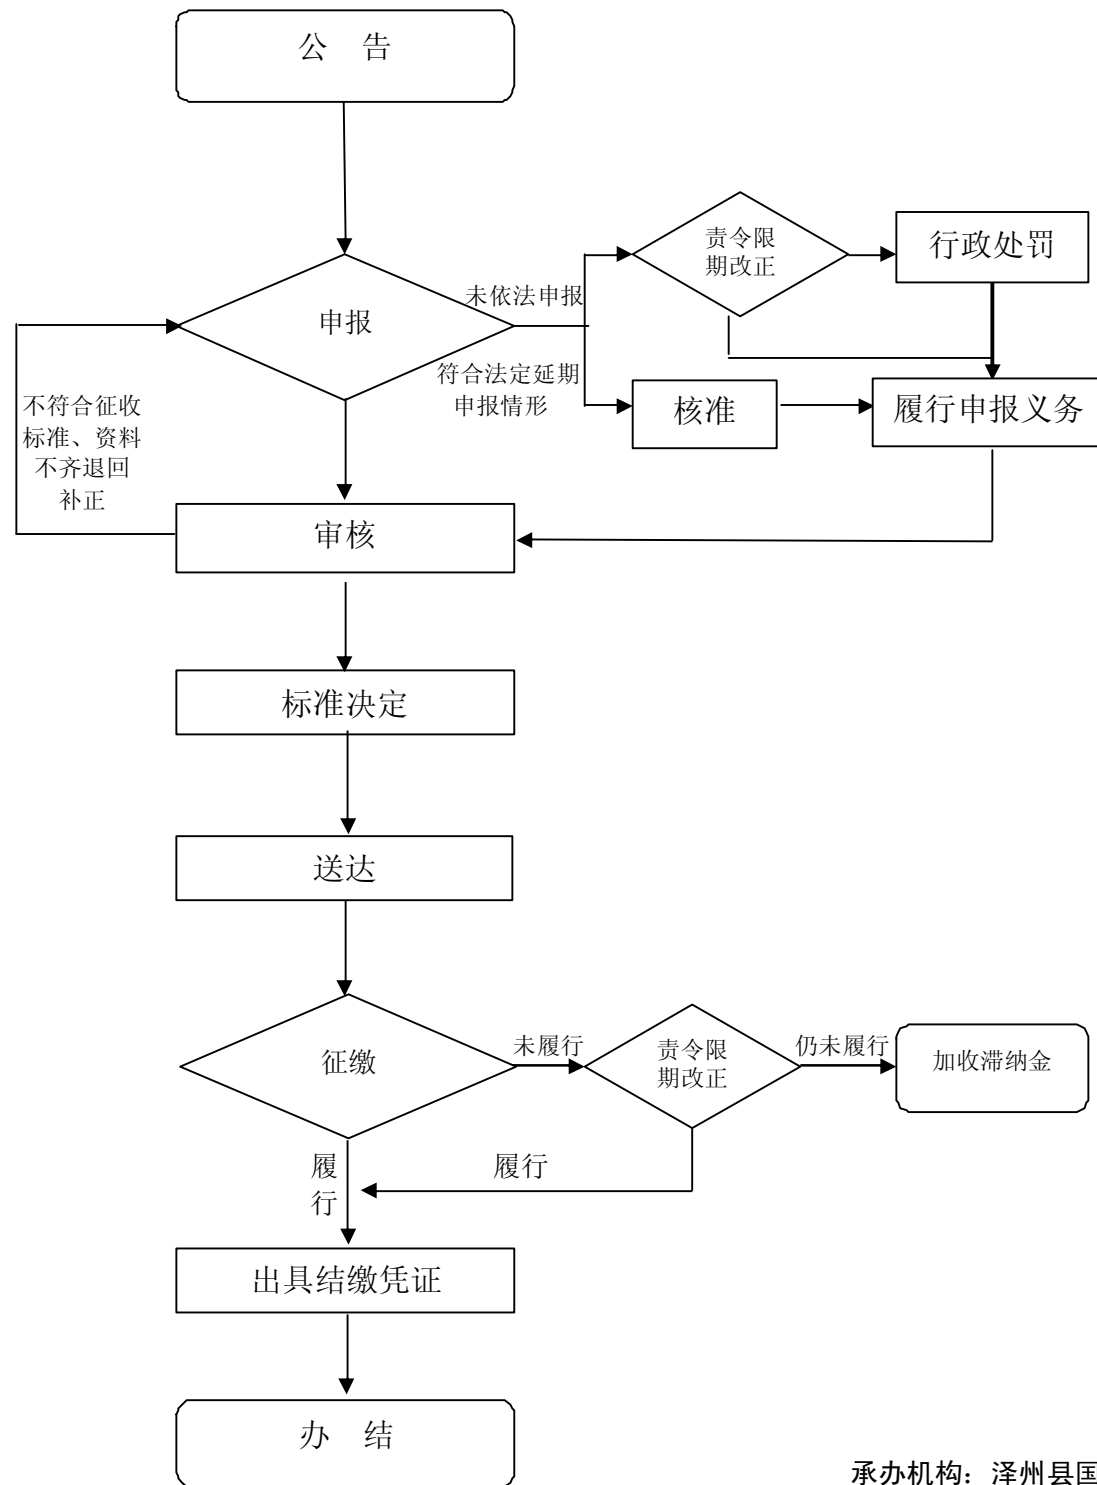 公 告
责令限
期改正
行政处罚
未依法申报
申报
符合法定延期
申报情形
核准
履行申报义务
不符合征收
标准、资料
不齐退回
补正
审核
标准决定
送达
征缴
未履行
责令限
期改正
仍未履行
加收滞纳金
履
行
履行
出具结缴凭证
办 结
承办机构：泽州县国